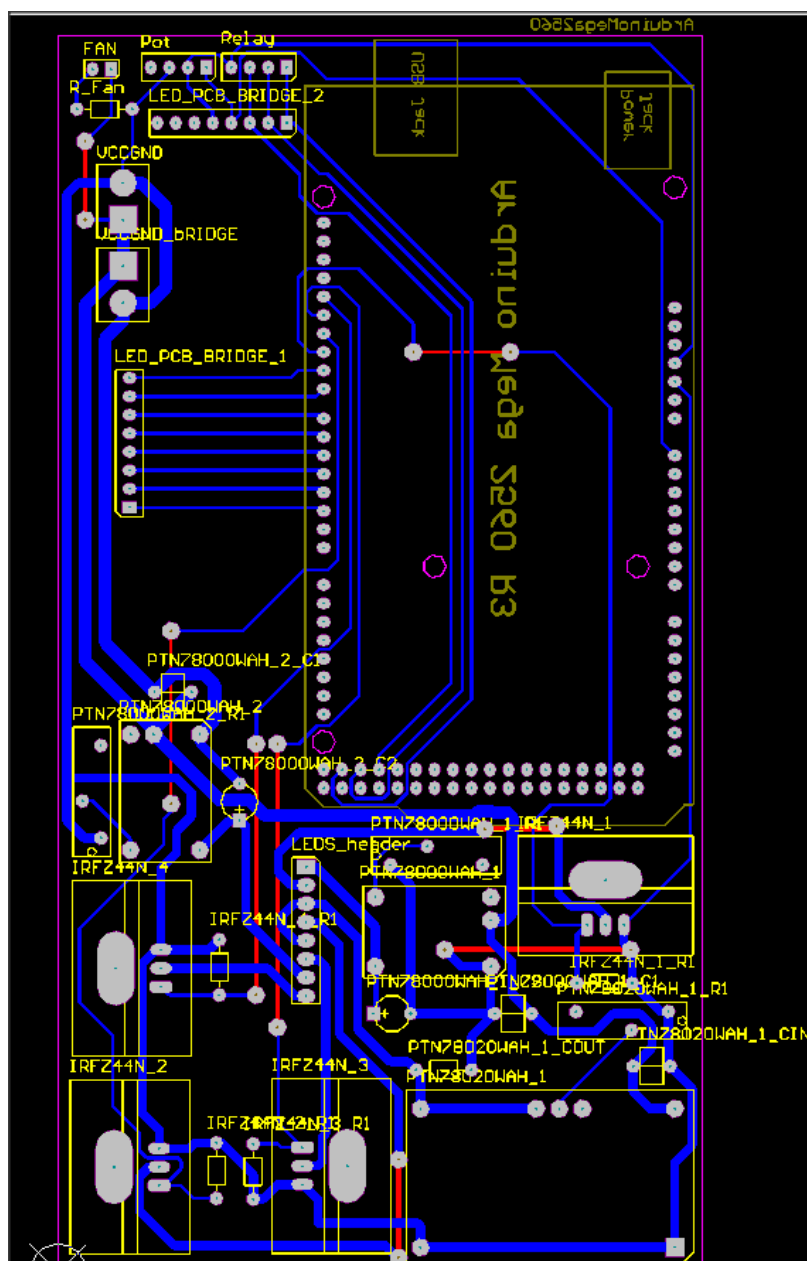 ArduinoMega2560
Pot
Relay
FAN
USB Jack
R_Fan
LED_PCB_BRIDGE_2
Jack
power
VCCGND
Arduino Mega 2560 R3
VCCGND_bRIDGE
LED_PCB_BRIDGE_1
PTN78000WAH_2_C1
PTN78000WAH_2
PTN78000WAH_2_R1
PTN78000WAH_2_C2
IRFZ44N_1
LEDS_header
PTN78000WAH_1
IRFZ44N_4
IRFZ44N_4_R1
IRFZ44N_1_R1
PTN78020WAH_1_R1
PTN78020WAH_1_CIN
PTN78020WAH_1_COUT
IRFZ44N_2
IRFZ44N_3
PTN78020WAH_1
IRFZ44N_3_R1